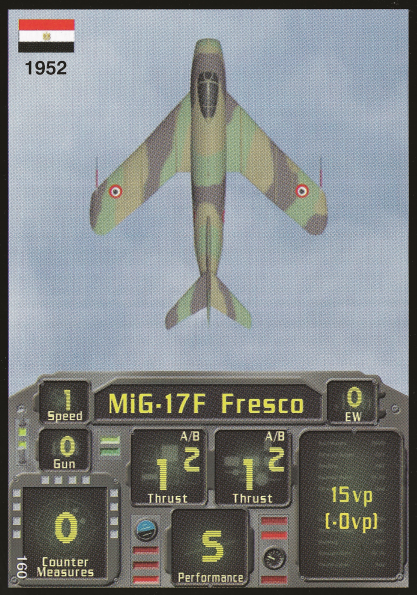 1952
1
Speed
MiG-17F Fresco
0
EW
0
Gun
A/B
1 2
Thrust
A/B
1 2
Thrust
15vp
(-0vp)
0
Counter
Measures
160
5
Performance